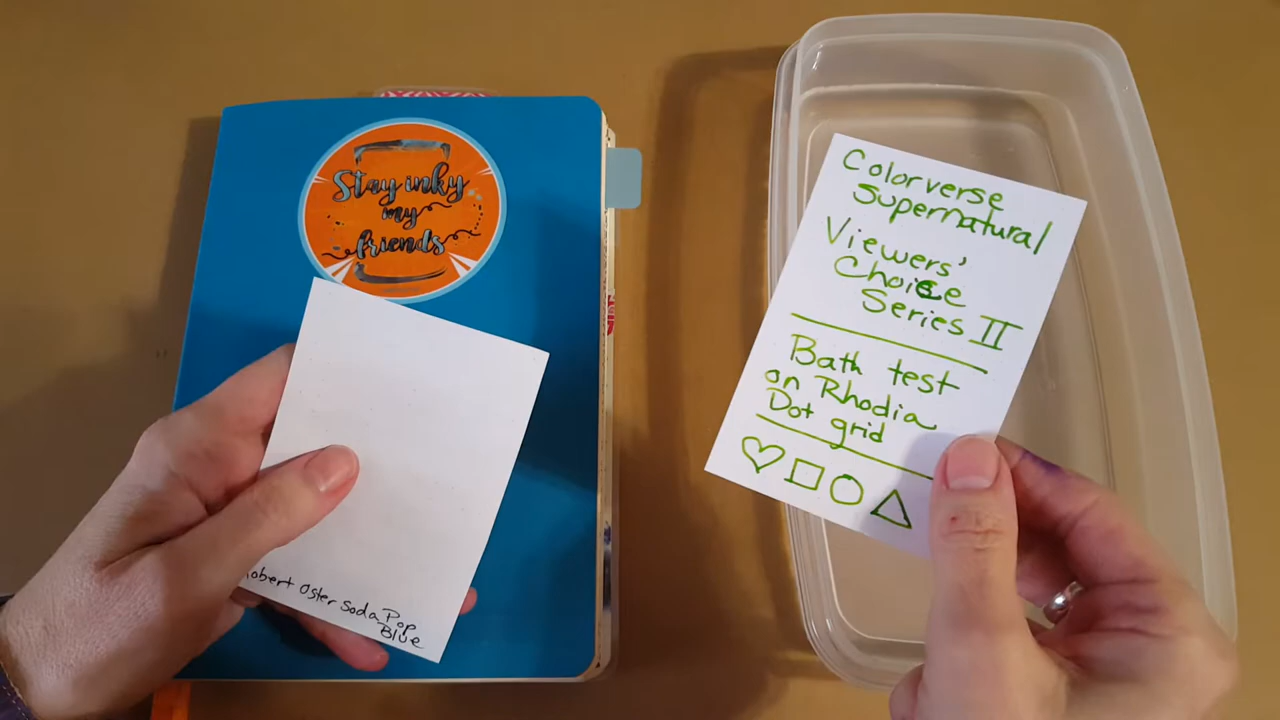 Stay inky
my
friends
Robert Oster Soda Pop
Blue
Colorverse
Supernatural
Viewers'
Choice
Series II
Bath test
on Rhodia
Dot grid